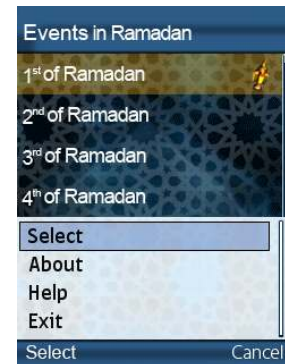 Events in Ramadan
1st of Ramadan
2nd of Ramadan
3rd of Ramadan
4th of Ramadan
Select
About
Help
Exit
Select Cancel